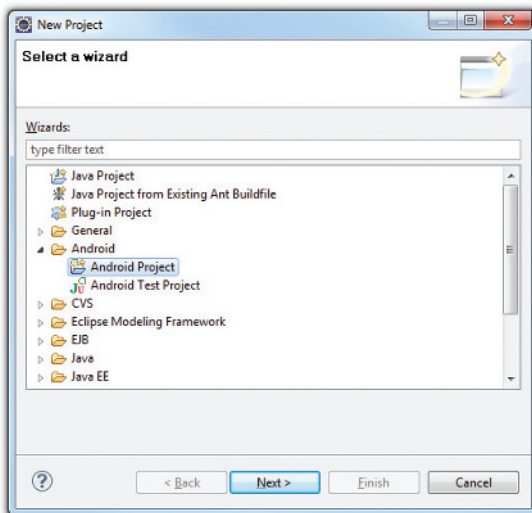 New Project
Select a wizard
Wizards:
type filter text
Java Project
Java Project from Existing Ant Buildfile
Plug-in Project
General
Android
Android Project
Android Test Project
CVS
Eclipse Modeling Framework
EJB
Java
Java EE
< Back Next > Finish Cancel